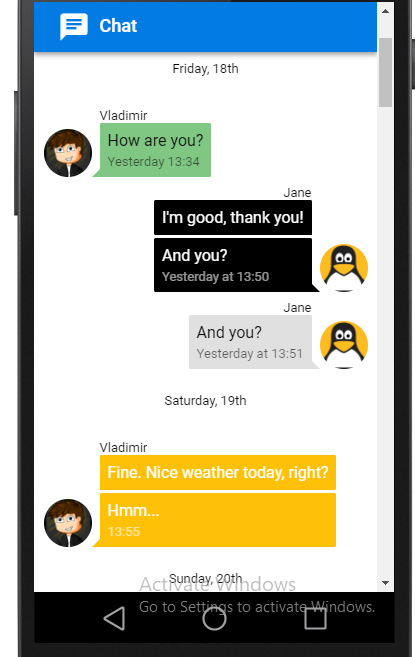 Chat
Friday, 18th
Vladimir
How are you?
Yesterday 13:34
Jane
I'm good, thank you!
And you?
Yesterday at 13:50
Jane
And you?
Yesterday at 13:51
Saturday, 19th
Vladimir
Fine. Nice weather today, right?
Hmm...
13:55
Sunday, 20th
Activate Windows
Go to Settings to activate Windows.